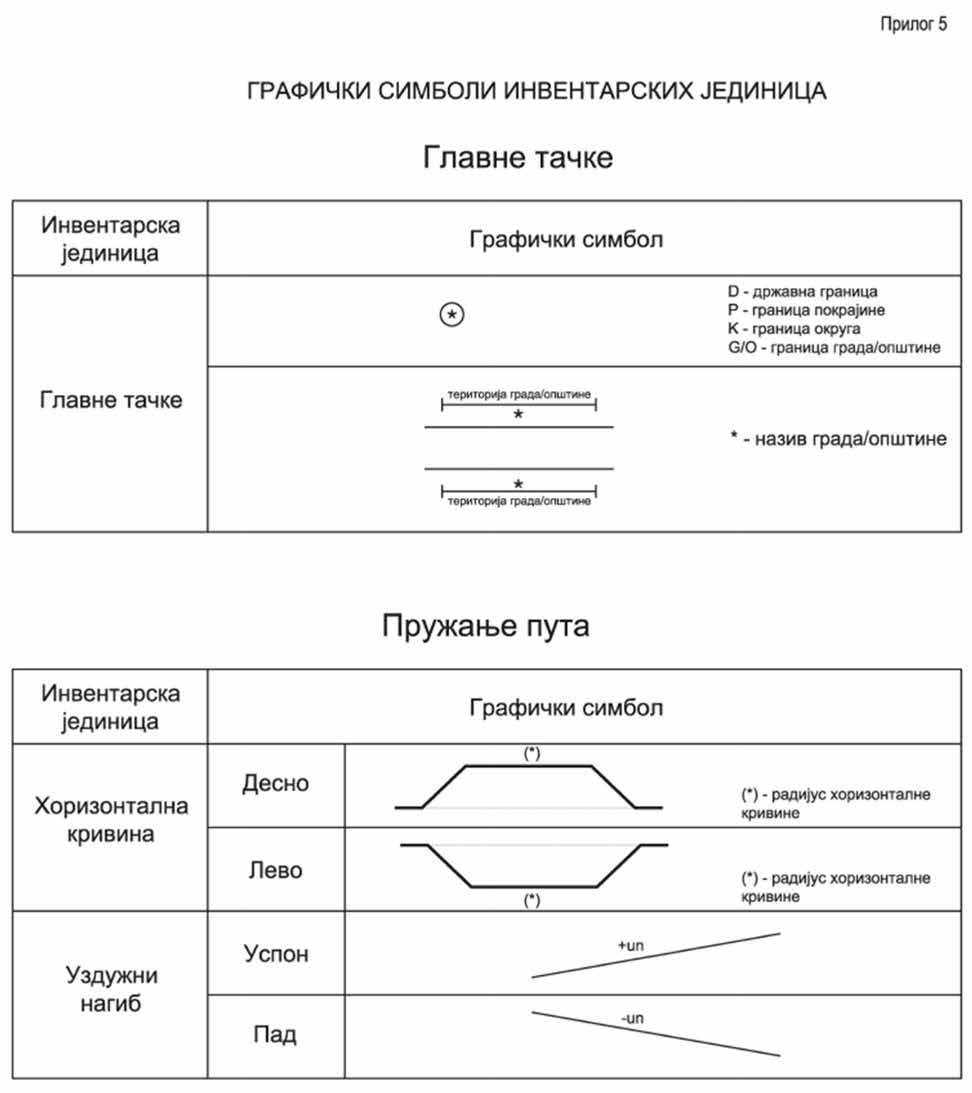 Прилог 5
ГРАФИЧКИ СИМБОЛИ ИНВЕНТАРСКИХ ЈЕДИНИЦА
Главне тачке
Инвентарска
јединица
Графички симбол
Главне тачке
*
D - државна граница
P - граница покрајине
K - граница округа
G/O - граница града/општине
територија града/општине
*
*
територија града/општине
* - назив града/општине
Пружање пута
Инвентарска
јединица
Графички симбол
Хоризонтална
кривина
Десно
(*)
(*) - радијус хоризонталне
кривине
Лево
(*)
(*) - радијус хоризонталне
кривине
Уздужни
нагиб
Успон
+un
Пад
-un